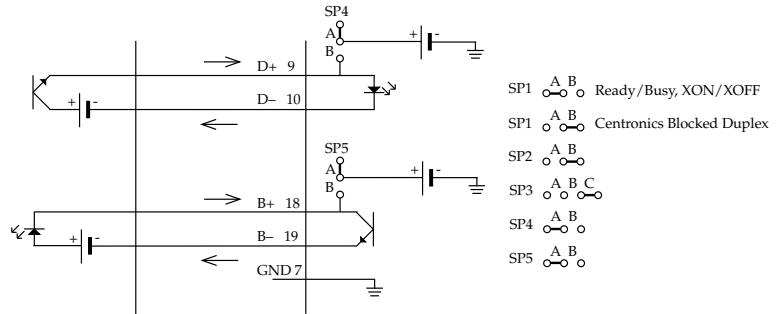 SP4
A
B
+ -
D+ 9
D– 10
+ -
SP5
A
B
+ -
B+ 18
B– 19
+ -
GND 7
SP1 A B Ready/Busy, XON/XOFF
SP1 A B Centronics Blocked Duplex
SP2 A B
SP3 A B C
SP4 A B
SP5 A B